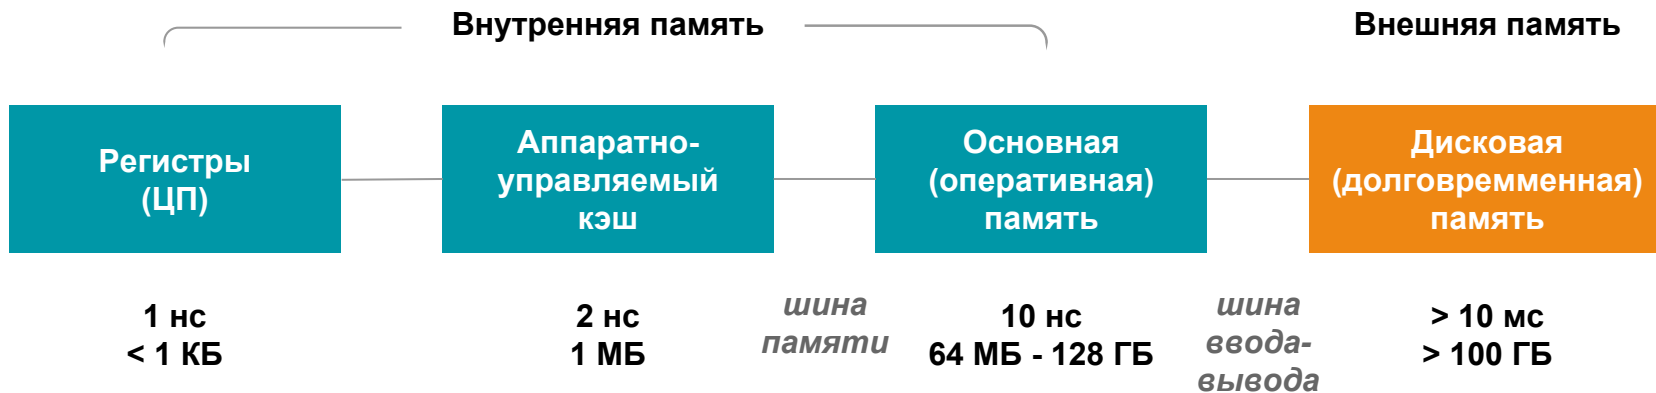 Внутренняя память
Внешняя память
Регистры
(ЦП)
Аппаратно-
управляемый
кэш
Основная
(оперативная)
память
Дисковая
(долговремменная)
память
1 нс
< 1 КБ
2 нс
1 МБ
шина
памяти
10 нс
64 МБ - 128 ГБ
шина
ввода-
вывода
> 10 мс
> 100 ГБ